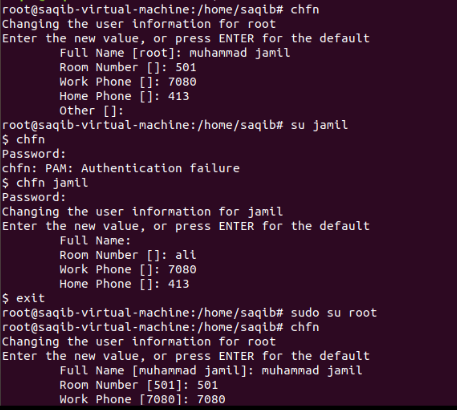 root@saqib-virtual-machine:/home/saqib# chfn
Changing the user information for root
Enter the new value, or press ENTER for the default
        Full Name [root]: muhammad jamil
        Room Number []: 501
        Work Phone []: 7080
        Home Phone []: 413
        Other []:
root@saqib-virtual-machine:/home/saqib# su jamil
$ chfn
Password:
chfn: PAM: Authentication failure
$ chfn jamil
Password:
Changing the user information for jamil
Enter the new value, or press ENTER for the default
        Full Name:
        Room Number []: ali
        Work Phone []: 7080
        Home Phone []: 413
$ exit
root@saqib-virtual-machine:/home/saqib# sudo su root
root@saqib-virtual-machine:/home/saqib# chfn
Changing the user information for root
Enter the new value, or press ENTER for the default
        Full Name [muhammad jamil]: muhammad jamil
        Room Number [501]: 501
        Work Phone [7080]: 7080